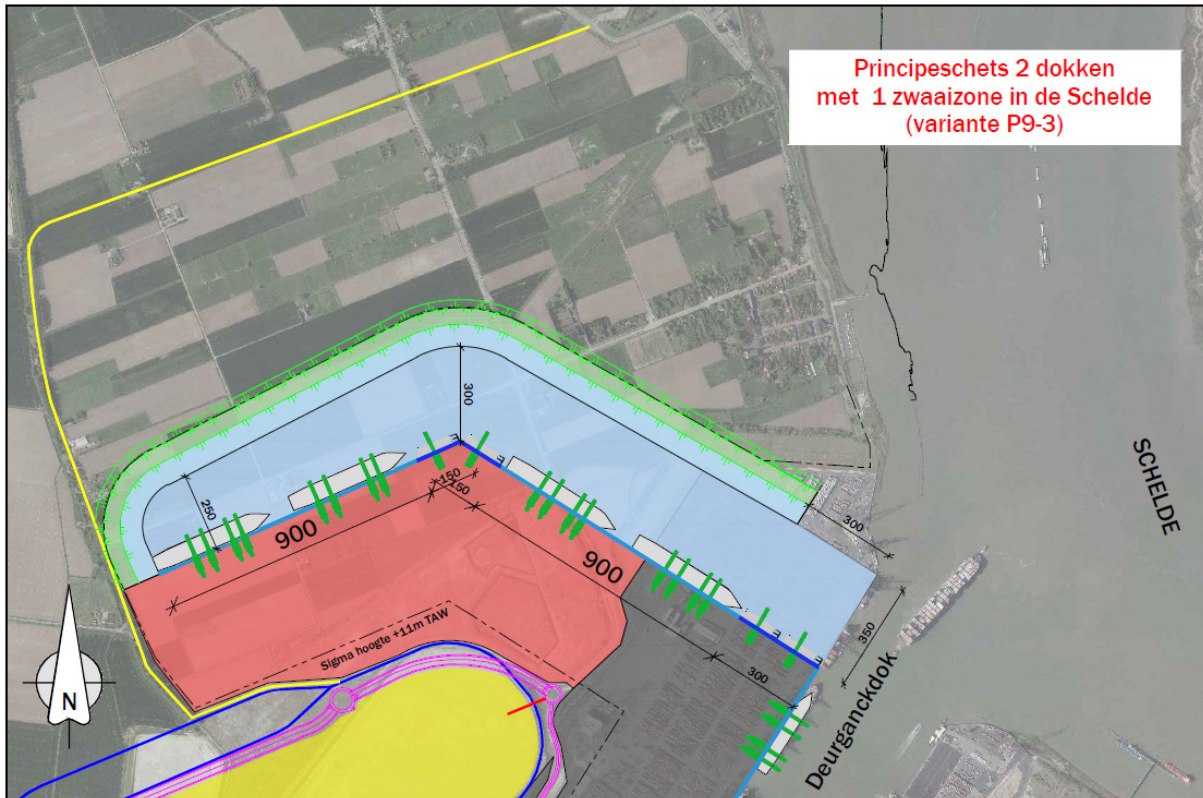 Principeschets 2 dokken
met 1 zwaaizone in de Schelde
(variante P9-3)
300
150
150
250
900
900
300
SCHELDE
350
Sigma hoogte +11m TAW
300
Deurganckdok
N